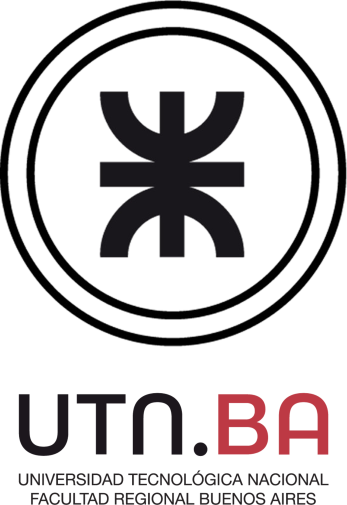 UTN.BA
UNIVERSIDAD TECNOLÓGICA NACIONAL
FACULTAD REGIONAL BUENOS AIRES